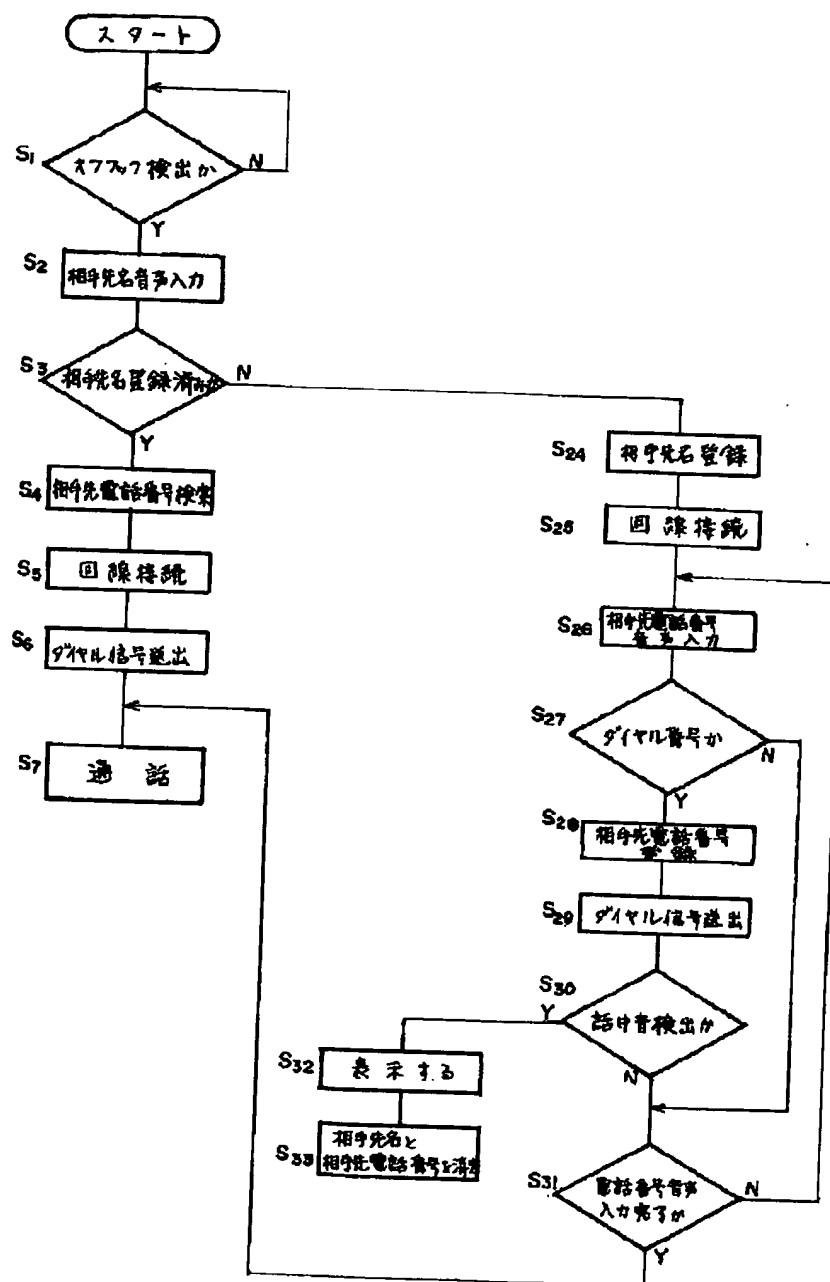 スタート
S1
オフフック検出か
N
Y
S2
相手先名音声入力
S3
相手先名登録済みか
N
Y
S4
相手先電話番号検索
S5
回線接続
S6
ダイヤル信号送出
S7
通話
S24
相手先名登録
S25
回線接続
S26
相手先電話番号
音声入力
S27
ダイヤル番号か
N
Y
S28
相手先電話番号
登録
S29
ダイヤル信号送出
S30
話中音検出か
Y
N
S32
表示する
S33
相手先名と
相手先電話番号を消去
S31
電話番号音声
入力完了か
N
Y